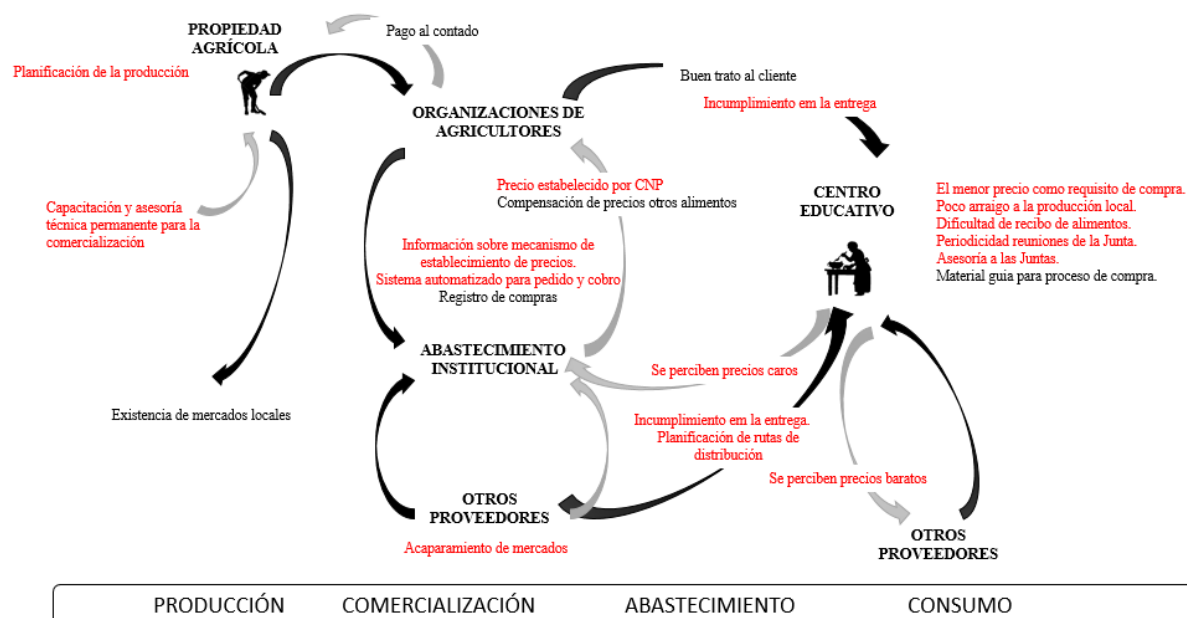 PROPIEDAD
AGRÍCOLA
Pago al contado
Planificación de la producción
Buen trato al cliente
Incumplimiento em la entrega
ORGANIZACIONES DE
AGRICULTORES
Precio estabelecido por CNP
Compensación de precios otros alimentos
CENTRO
EDUCATIVO
El menor precio como requisito de compra.
Poco arraigo a la producción local.
Dificultad de recibo de alimentos.
Periodicidad reuniones de la Junta.
Asesoría a las Juntas.
Material guia para proceso de compra.
Capacitación y asesoría
técnica permanente para la
comercialización
Información sobre mecanismo de
establecimiento de precios.
Sistema automatizado para pedido y cobro
Registro de compras
ABASTECIMIENTO
INSTITUCIONAL
Se perciben precios caros
Existencia de mercados locales
Incumplimiento em la entrega.
Planificación de rutas de
distribución
Se perciben precios baratos
OTROS
PROVEEDORES
Acaparamiento de mercados
OTROS
PROVEEDORES
PRODUCCIÓN COMERCIALIZACIÓN ABASTECIMIENTO CONSUMO